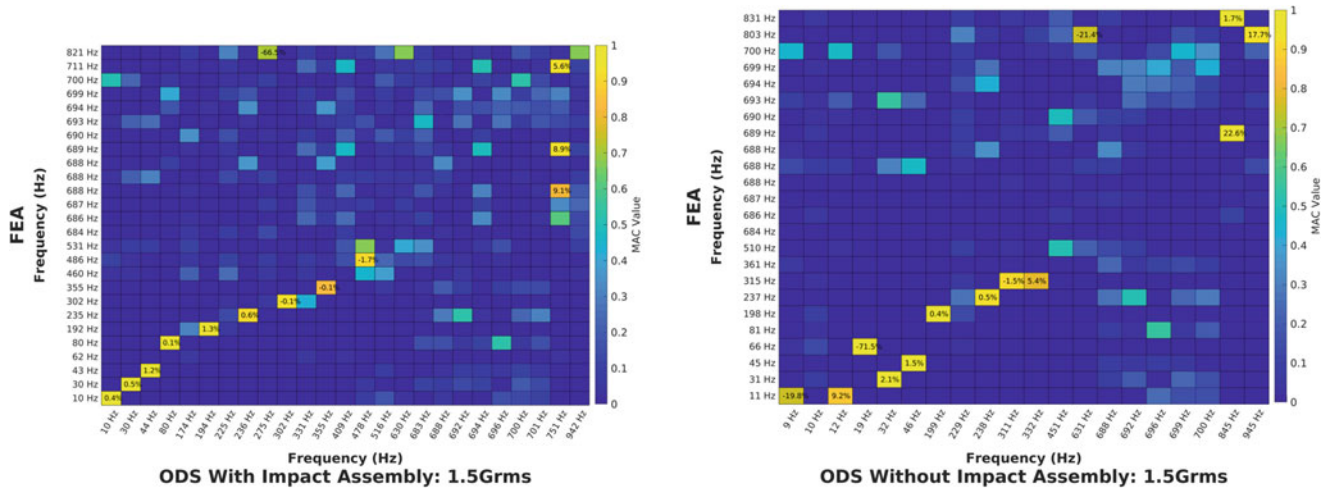 821 Hz
711 Hz
700 Hz
699 Hz
694 Hz
693 Hz
690 Hz
689 Hz
688 Hz
688 Hz
688 Hz
687 Hz
686 Hz
684 Hz
531 Hz
486 Hz
460 Hz
355 Hz
302 Hz
235 Hz
192 Hz
80 Hz
62 Hz
43 Hz
30 Hz
10 Hz
FEA
Frequency (Hz)
-66.5%
5.6%
8.9%
9.1%
-1.7%
-0.1%
-0.1%
0.6%
1.3%
0.1%
1.2%
0.5%
0.4%
10 Hz
30 Hz
44 Hz
80 Hz
174 Hz
194 Hz
225 Hz
236 Hz
275 Hz
302 Hz
331 Hz
355 Hz
409 Hz
478 Hz
516 Hz
630 Hz
683 Hz
688 Hz
692 Hz
694 Hz
696 Hz
700 Hz
701 Hz
751 Hz
942 Hz
Frequency (Hz)
ODS With Impact Assembly: 1.5Grms
1
0.9
0.8
0.7
0.6
0.5
0.4
0.3
0.2
0.1
0
MAC Value
831 Hz
803 Hz
700 Hz
699 Hz
694 Hz
693 Hz
690 Hz
689 Hz
688 Hz
688 Hz
688 Hz
687 Hz
686 Hz
684 Hz
510 Hz
361 Hz
315 Hz
237 Hz
198 Hz
81 Hz
66 Hz
45 Hz
31 Hz
11 Hz
FEA
Frequency (Hz)
1.7%
-21.4%
17.7%
22.6%
-1.5%
5.4%
0.5%
0.4%
-71.5%
1.5%
2.1%
-19.8%
9.2%
9 Hz
10 Hz
12 Hz
19 Hz
32 Hz
46 Hz
199 Hz
229 Hz
238 Hz
311 Hz
332 Hz
451 Hz
631 Hz
688 Hz
692 Hz
696 Hz
699 Hz
700 Hz
845 Hz
945 Hz
Frequency (Hz)
ODS Without Impact Assembly: 1.5Grms
1
0.9
0.8
0.7
0.6
0.5
0.4
0.3
0.2
0.1
0
MAC Value